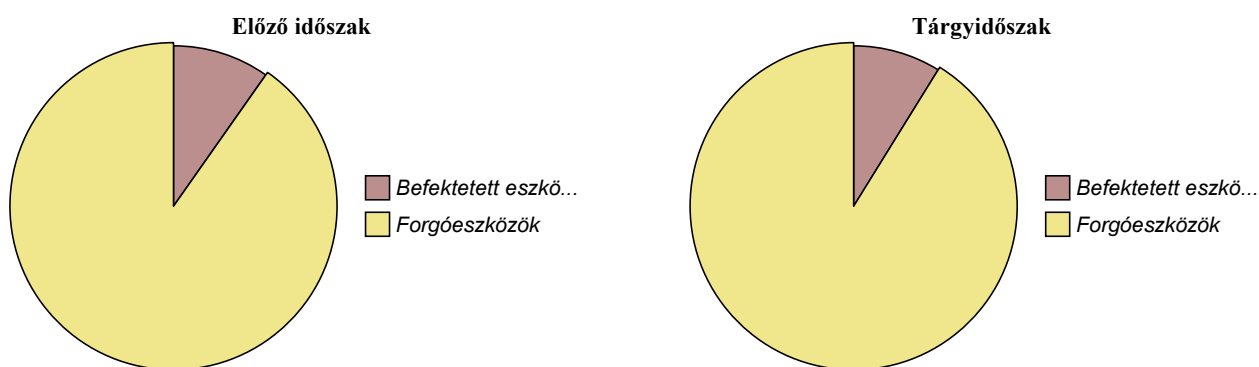 Előző időszak
Befektetett eszkö...
Forgóeszközök
Tárgyidőszak
Befektetett eszkö...
Forgóeszközök